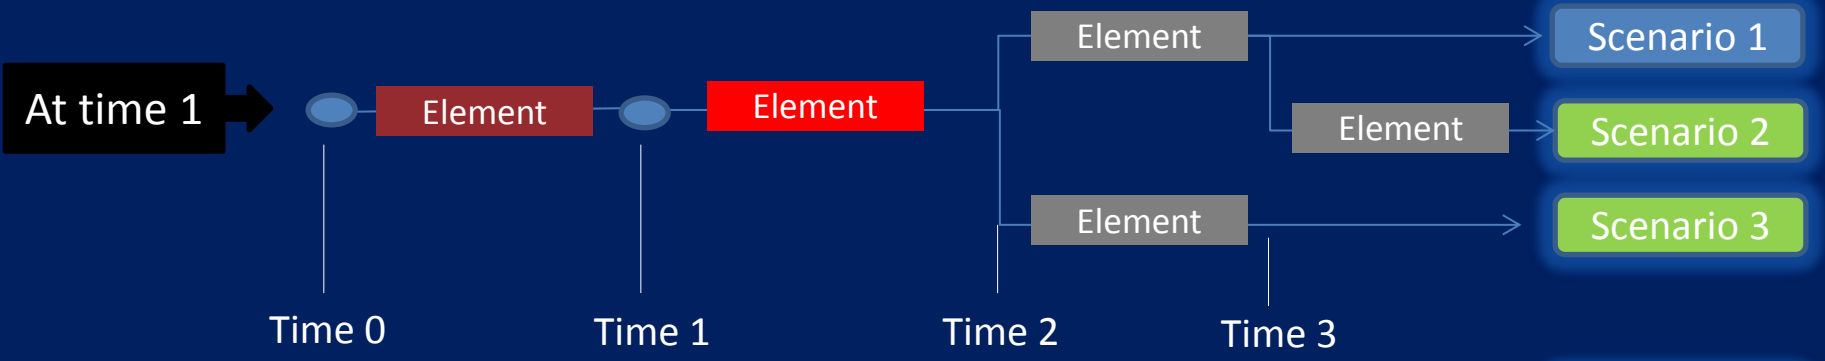 Element
Scenario 1
At time 1
Element
Element
Element
Scenario 2
Element
Scenario 3
Time 0
Time 1
Time 2
Time 3